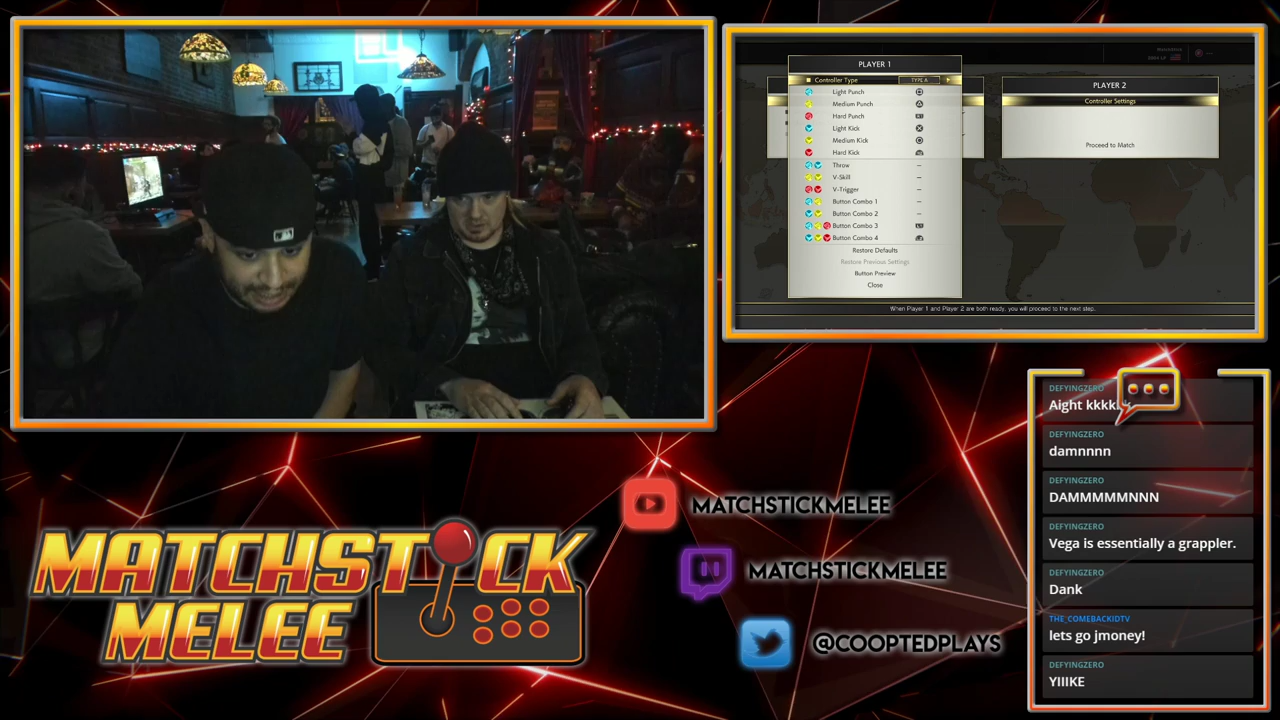 PLAYER 1
Controller Type TYPE A
Light Punch
Medium Punch
Hard Punch
Light Kick
Medium Kick
Hard Kick
Throw –
V-Skill –
V-Trigger –
Button Combo 1 –
Button Combo 2 –
Button Combo 3
Button Combo 4
Restore Defaults
Restore Previous Settings
Button Preview
Close
PLAYER 2
Controller Settings
Proceed to Match
When Player 1 and Player 2 are both ready, you will proceed to the next step.
DEFYINGZERO
Aight kkkk
DEFYINGZERO
damnnnn
DEFYINGZERO
DAMMMMMNNN
DEFYINGZERO
Vega is essentially a grappler.
DEFYINGZERO
Dank
THE_COMEBACKIDTV
lets go jmoney!
DEFYINGZERO
YIIIKE
MATCHSTICK
MELEE
MATCHSTICKMELEE
MATCHSTICKMELEE
@COOPTEDPLAYS